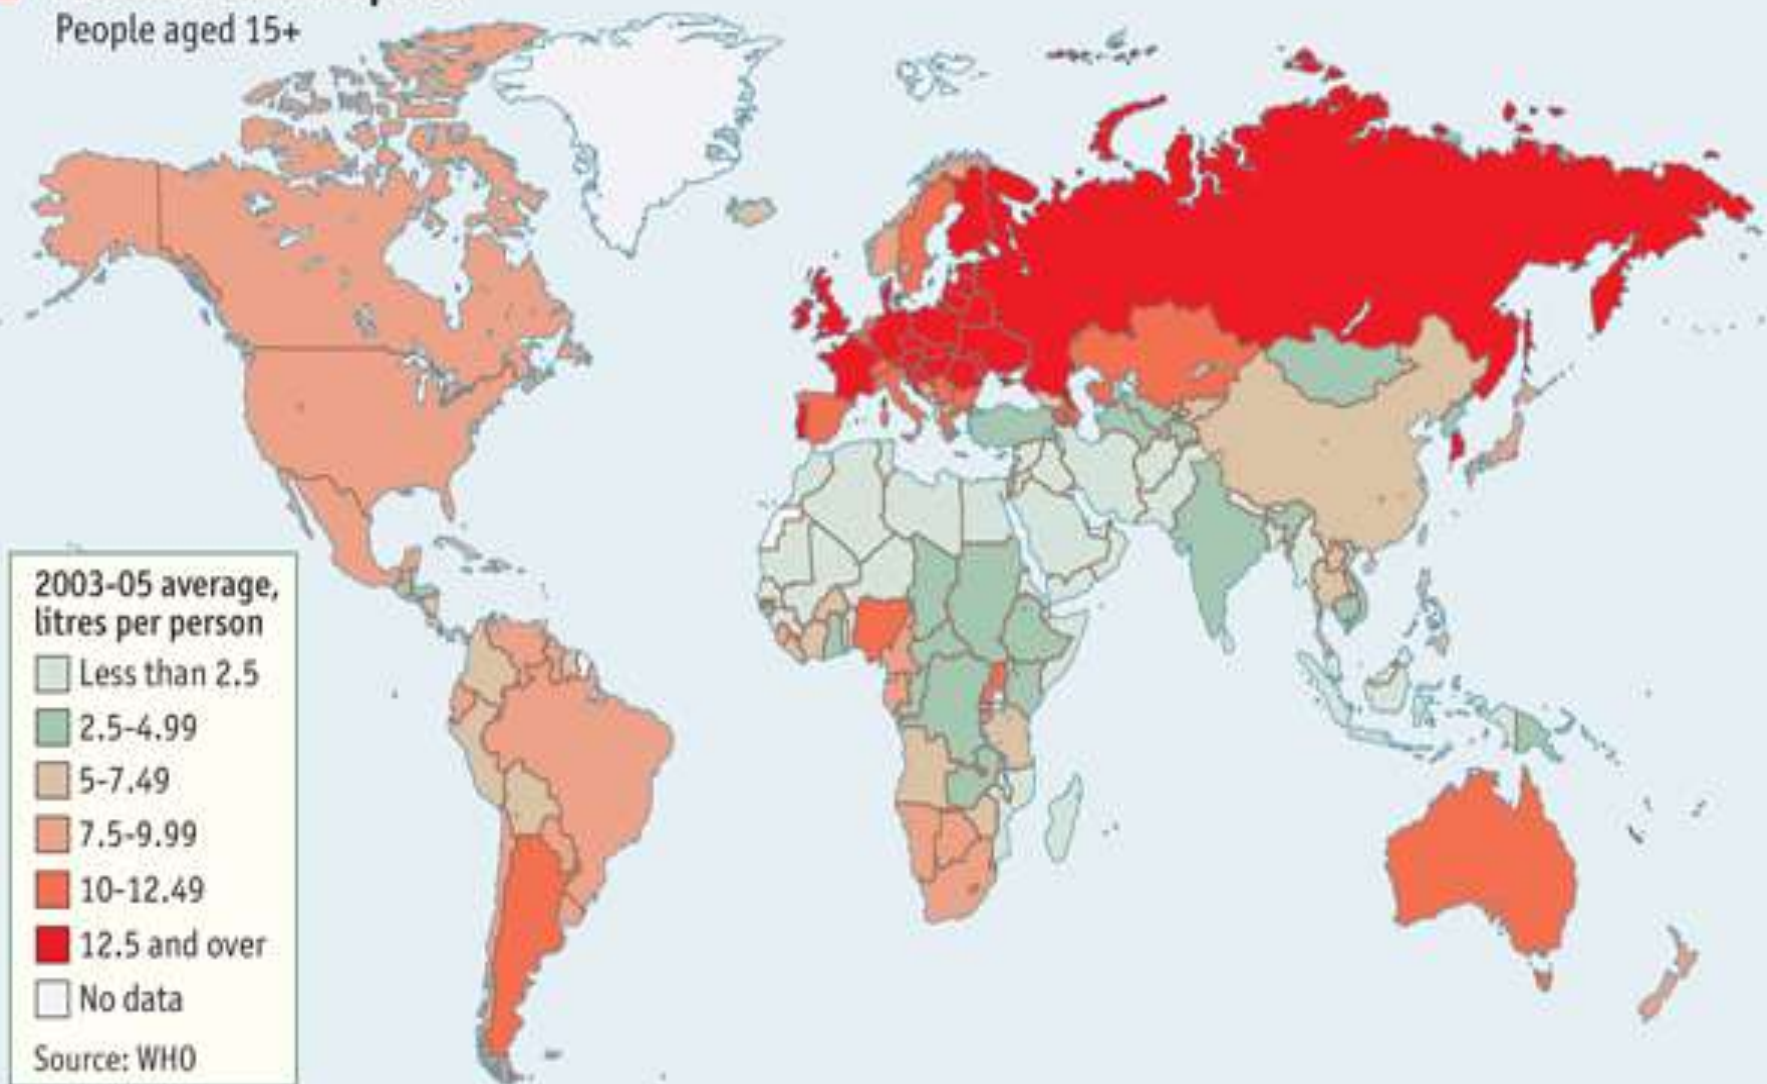 People aged 15+
2003-05 average,
litres per person
Less than 2.5
2.5-4.99
5-7.49
7.5-9.99
10-12.49
12.5 and over
No data
Source: WHO